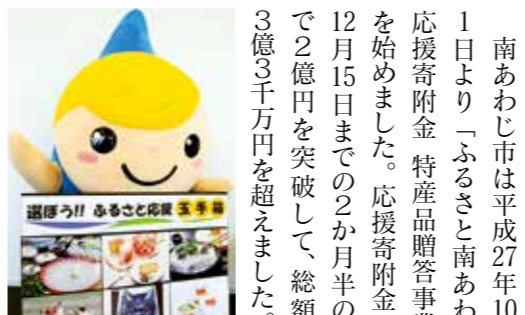 南あわじ市は平成27年10
1日より「ふるさと南あわ
応援寄附金 特産品贈答事業
を始めました。応援寄附金
12月15日までの2か月半の
で2億円を突破して、総額
3億3千万円を超えました。
選ぼう!! ふるさと応援 玉手箱